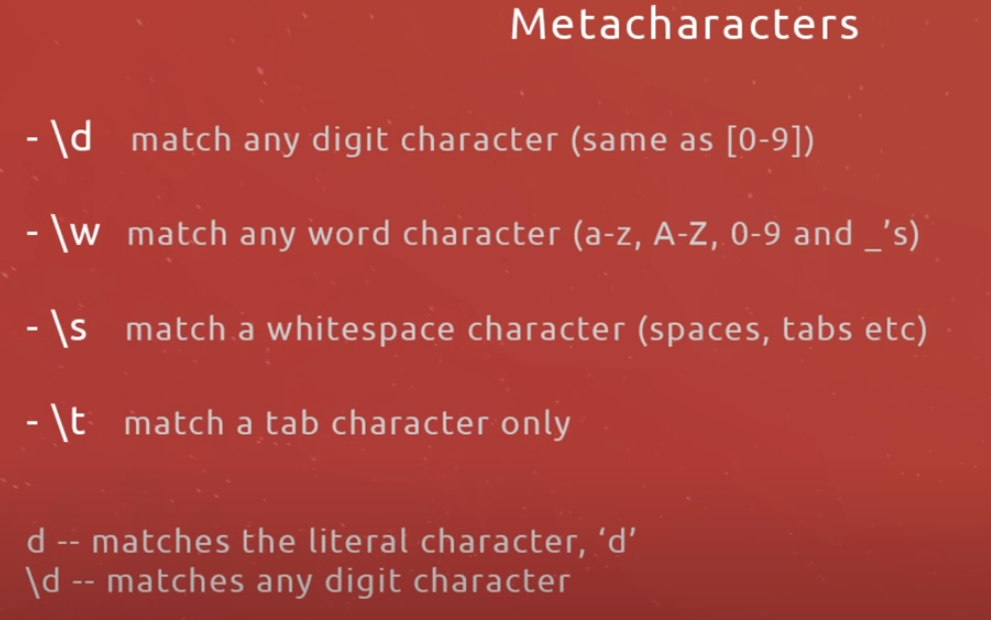 Metacharacters
- \d match any digit character (same as [0-9])
- \w match any word character (a-z, A-Z, 0-9 and _’s)
- \s match a whitespace character (spaces, tabs etc)
- \t match a tab character only
d -- matches the literal character, ‘d’
\d -- matches any digit character